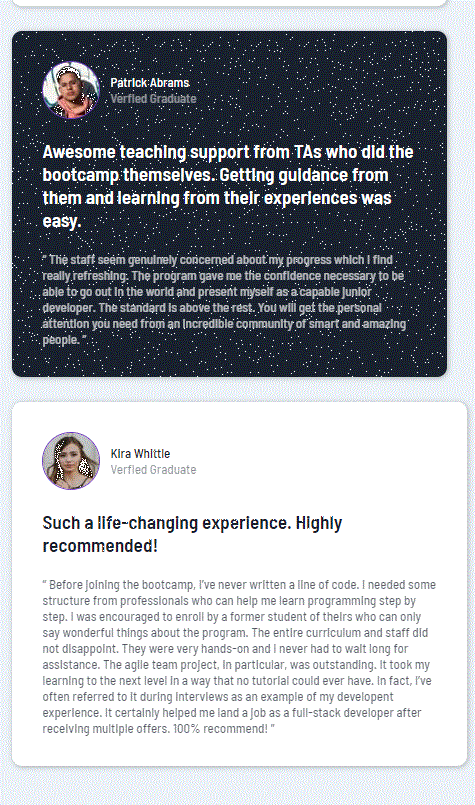 Patrick Abrams
Verfied Graduate
Awesome teaching support from TAs who did the
bootcamp themselves. Getting guidance from
them and learning from their experiences was
easy.
“ The staff seem genuinely concerned about my progress which I find
really refreshing. The program gave me the confidence necessary to be
able to go out in the world and present myself as a capable junior
developer. The standard is above the rest. You will get the personal
attention you need from an incredible community of smart and amazing
people. ”
Kira Whittle
Verfied Graduate
Such a life-changing experience. Highly
recommended!
“ Before joining the bootcamp, I’ve never written a line of code. I needed some
structure from professionals who can help me learn programming step by
step. I was encouraged to enroll by a former student of theirs who can only
say wonderful things about the program. The entire curriculum and staff did
not disappoint. They were very hands-on and I never had to wait long for
assistance. The agile team project, in particular, was outstanding. It took my
learning to the next level in a way that no tutorial could ever have. In fact, I’ve
often referred to it during interviews as an example of my developent
experience. It certainly helped me land a job as a full-stack developer after
receiving multiple offers. 100% recommend! ”